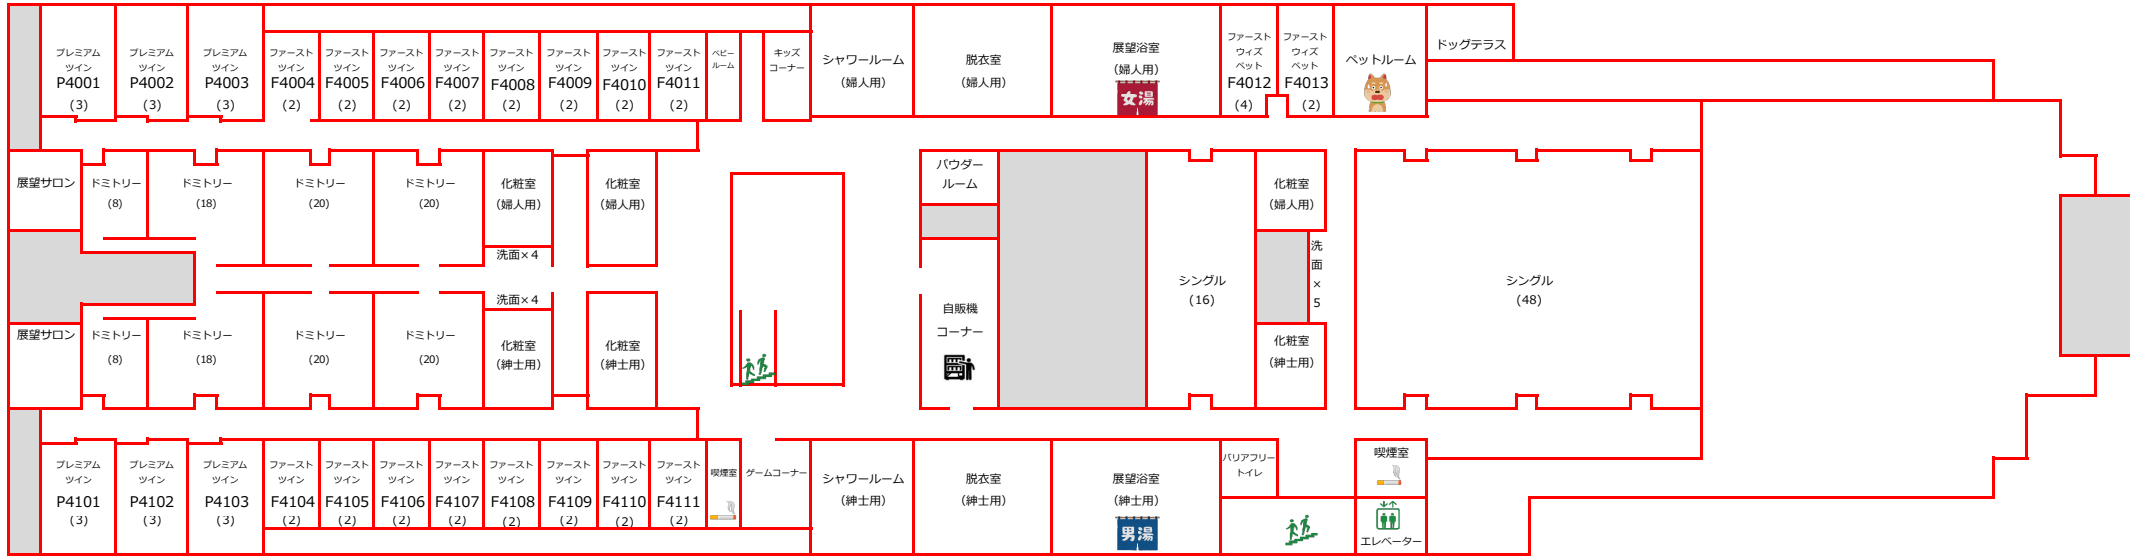 プレミアム
ツイン
P4001
(3)
プレミアム
ツイン
P4002
(3)
プレミアム
ツイン
P4003
(3)
ファースト
ツイン
F4004
(2)
ファースト
ツイン
F4005
(2)
ファースト
ツイン
F4006
(2)
ファースト
ツイン
F4007
(2)
ファースト
ツイン
F4008
(2)
ファースト
ツイン
F4009
(2)
ファースト
ツイン
F4010
(2)
ファースト
ツイン
F4011
(2)
ベビー
ルーム
キッズ
コーナー
シャワールーム
(婦人用)
脱衣室
(婦人用)
展望浴室
(婦人用)
女湯
ファースト
ウィズ
ペット
F4012
(4)
ファースト
ウィズ
ペット
F4013
(2)
ペットルーム
ドッグテラス
展望サロン
ドミトリー
(8)
ドミトリー
(18)
ドミトリー
(20)
ドミトリー
(20)
化粧室
(婦人用)
洗面×4
化粧室
(婦人用)
パウダー
ルーム
自販機
コーナー
シングル
(16)
化粧室
(婦人用)
洗
面
×
5
化粧室
(紳士用)
シングル
(48)
展望サロン
ドミトリー
(8)
ドミトリー
(18)
ドミトリー
(20)
ドミトリー
(20)
洗面×4
化粧室
(紳士用)
化粧室
(紳士用)
プレミアム
ツイン
P4101
(3)
プレミアム
ツイン
P4102
(3)
プレミアム
ツイン
P4103
(3)
ファースト
ツイン
F4104
(2)
ファースト
ツイン
F4105
(2)
ファースト
ツイン
F4106
(2)
ファースト
ツイン
F4107
(2)
ファースト
ツイン
F4108
(2)
ファースト
ツイン
F4109
(2)
ファースト
ツイン
F4110
(2)
ファースト
ツイン
F4111
(2)
喫煙室
ゲームコーナー
シャワールーム
(紳士用)
脱衣室
(紳士用)
展望浴室
(紳士用)
男湯
バリアフリー
トイレ
喫煙室
エレベーター